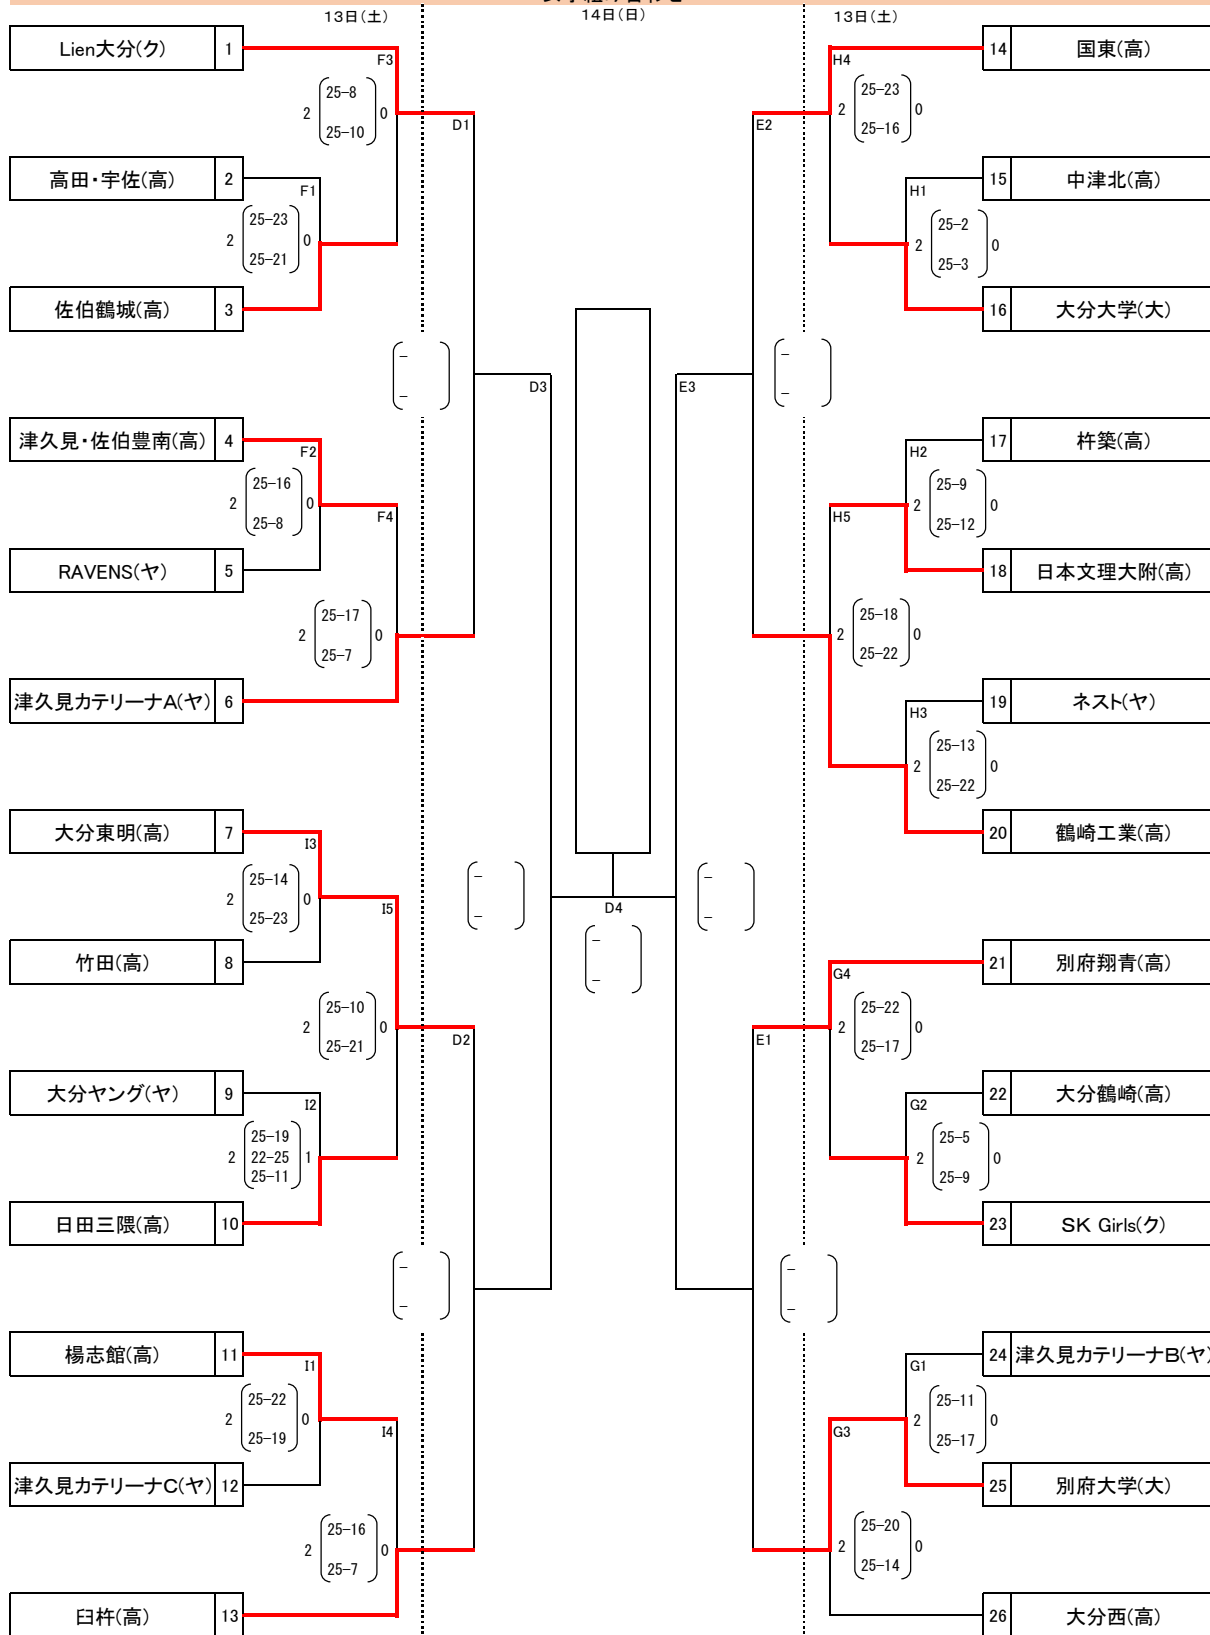 13日(土)
14日(日)
13日(土)
Lien大分(ク) 1
F3
25-8
2 0
25-10
D1
高田・宇佐(高) 2
F1
25-23
2 0
25-21
佐伯鶴城(高) 3
-
-
D3
津久見・佐伯豊南(高) 4
F2
25-16
2 0
25-8
F4
RAVENS(ヤ) 5
25-17
2 0
25-7
津久見カテリーナA(ヤ) 6
大分東明(高) 7
I3
25-14
2 0
25-23
I5
竹田(高) 8
25-10
2 0
25-21
D2
大分ヤング(ヤ) 9
I2
25-19
2 22-25 1
25-11
日田三隈(高) 10
-
-
楊志館(高) 11
I1
25-22
2 0
25-19
I4
津久見カテリーナC(ヤ) 12
25-16
2 0
25-7
臼杵(高) 13
-
-
D4
-
-
-
-
14 国東(高)
H4
25-23
2 0
25-16
E2
15 中津北(高)
H1
25-2
2 0
25-3
16 大分大学(大)
-
-
E3
17 杵築(高)
H2
25-9
2 0
25-12
H5
18 日本文理大附(高)
25-18
2 0
25-22
19 ネスト(ヤ)
H3
25-13
2 0
25-22
20 鶴崎工業(高)
21 別府翔青(高)
G4
25-22
2 0
25-17
E1
22 大分鶴崎(高)
G2
25-5
2 0
25-9
23 SK Girls(ク)
-
-
24 津久見カテリーナB(ヤ)
G1
25-11
2 0
25-17
G3
25 別府大学(大)
25-20
2 0
25-14
26 大分西(高)